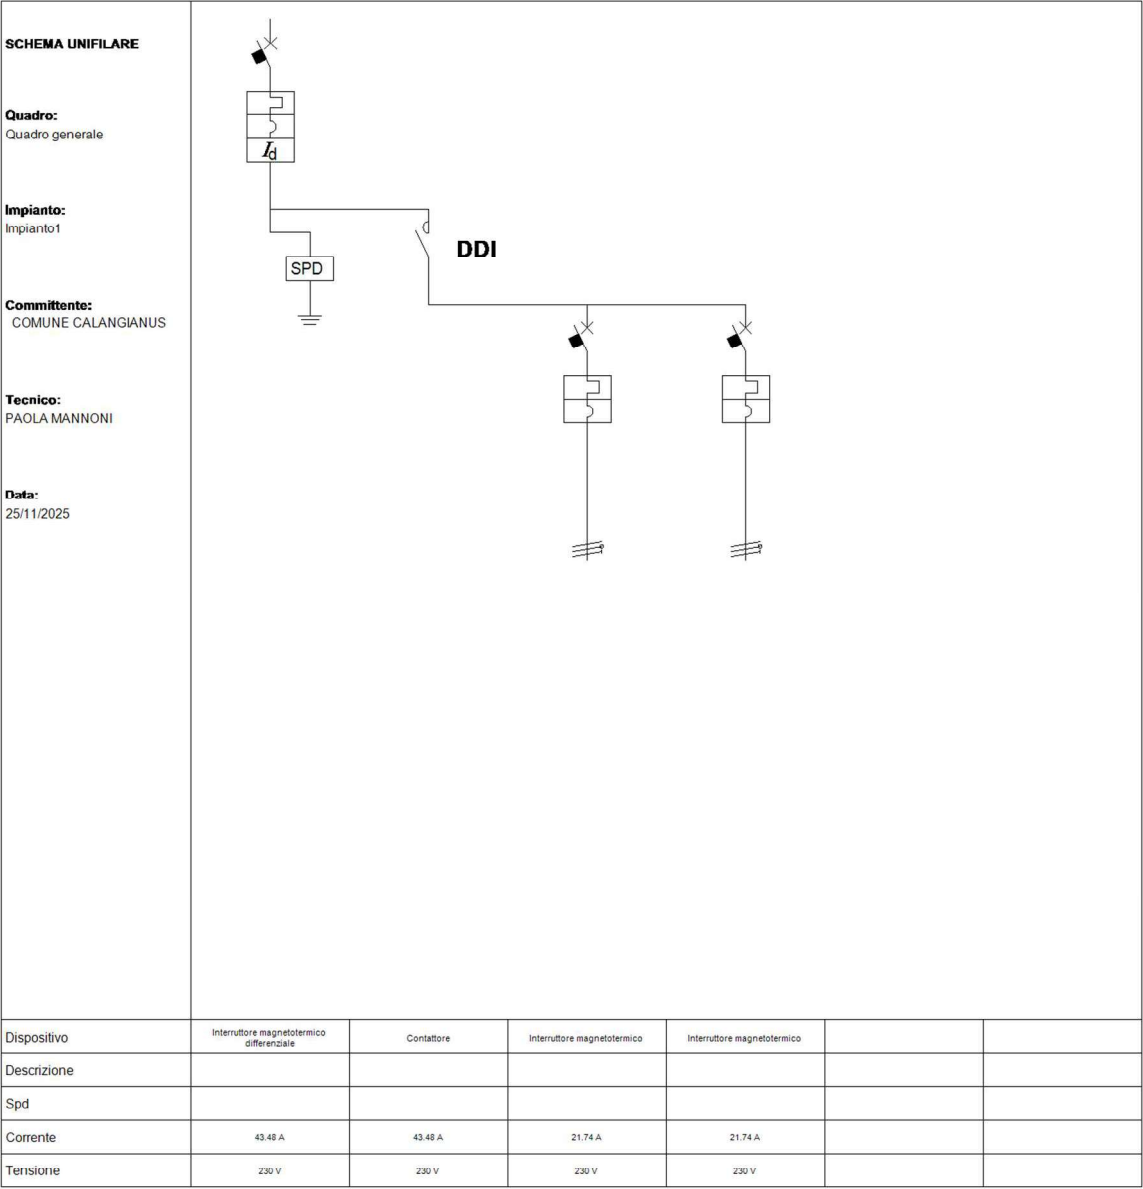 SCHEMA UNIFILARE
Quadro:
Quadro generale
Impianto:
Impianto1
Committente:
COMUNE CALANGIANUS
Tecnico:
PAOLA MANNONI
Data:
25/11/2025
Id
SPD
DDI
Dispositivo
Interruttore magnetotermico
differenziale
Contattore
Interruttore magnetotermico
Interruttore magnetotermico
Descrizione
Spd
Corrente
43.48 A
43.48 A
21.74 A
21.74 A
Tensione
230 V
230 V
230 V
230 V